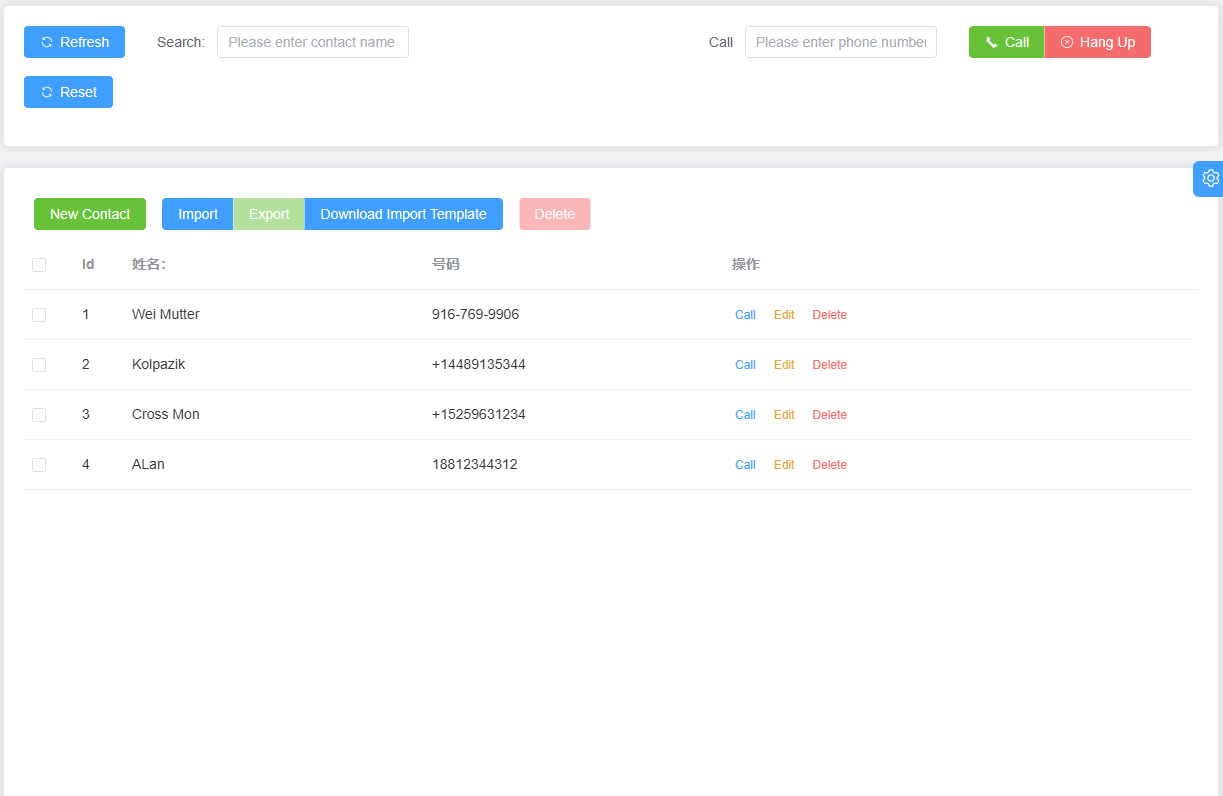 Refresh Search: Please enter contact name Call Please enter phone number Call Hang Up
Reset
New Contact Import Export Download Import Template Delete
Id 姓名: 号码 操作
1 Wei Mutter 916-769-9906 Call Edit Delete
2 Kolpazik +14489135344 Call Edit Delete
3 Cross Mon +15259631234 Call Edit Delete
4 ALan 18812344312 Call Edit Delete